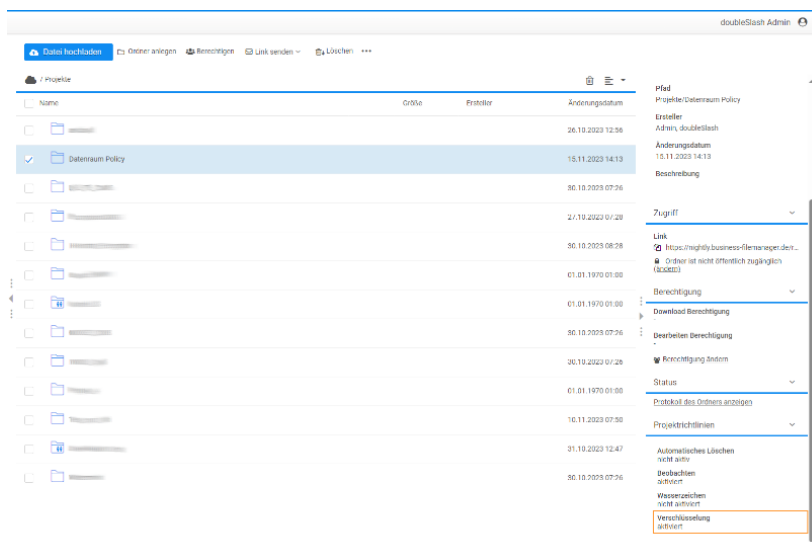 doubleSlash Admin
Datei hochladen Ordner anlegen Berechtigen Link senden Löschen
/ Projekte
Name Größe Ersteller Änderungsdatum
26.10.2023 12:56
Datenraum Policy 15.11.2023 14:13
30.10.2023 07:26
27.10.2023 07:28
30.10.2023 08:28
01.01.1970 01:00
01.01.1970 01:00
30.10.2023 07:26
30.10.2023 07:26
01.01.1970 01:00
10.11.2023 07:50
31.10.2023 12:47
30.10.2023 07:26
Pfad
Projekte/Datenraum Policy
Ersteller
Admin, doubleSlash
Änderungsdatum
15.11.2023 14:13
Beschreibung
Zugriff
Link
https://nightly.business-filemanager.de/r...
Ordner ist nicht öffentlich zugänglich
(ändern)
Berechtigung
Download Berechtigung
-
Bearbeiten Berechtigung
-
Berechtigung ändern
Status
Protokoll des Ordners anzeigen
Projektrichtlinien
Automatisches Löschen
nicht aktiv
Beobachten
aktiviert
Wasserzeichen
nicht aktiviert
Verschlüsselung
aktiviert